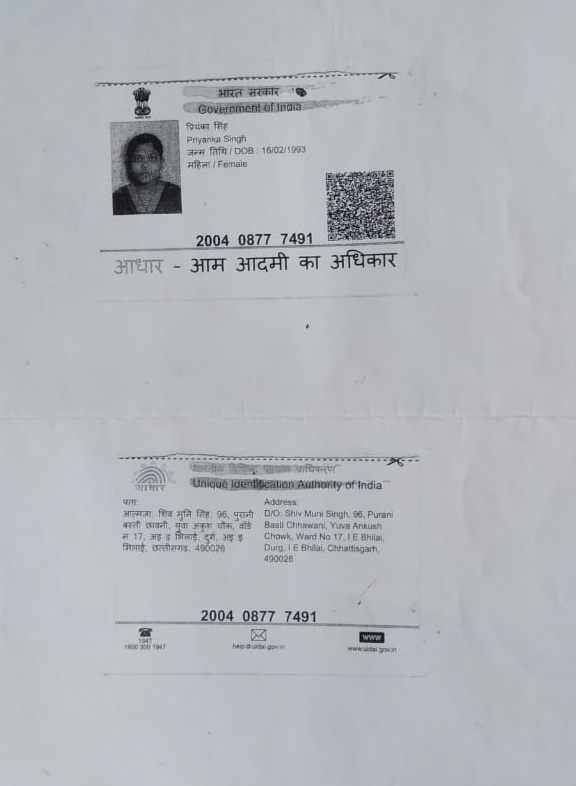 भारत सरकार
Government of India
प्रियंका सिंह
Priyanka Singh
जन्म तिथि / DOB : 16/02/1993
महिला / Female
2004 0877 7491
आधार - आम आदमी का अधिकार
Unique Identification Authority of India
आधार
पता:
आत्मजा: शिव मुनि सिंह, 96, पुरानी
बस्ती छावनी, युवा अंकुश चौक, वॉर्ड
न 17, आइ इ भिलाई, दुर्ग, आइ इ
भिलाई, छत्तीसगढ़, 490026
Address:
D/O: Shiv Muni Singh, 96, Purani
Basti Chhawani, Yuva Ankush
Chowk, Ward No 17, I E Bhilai,
Durg, I E Bhilai, Chhattisgarh,
490026
2004 0877 7491
1947
1800 300 1947
help@uidai.gov.in
WWW
www.uidai.gov.in